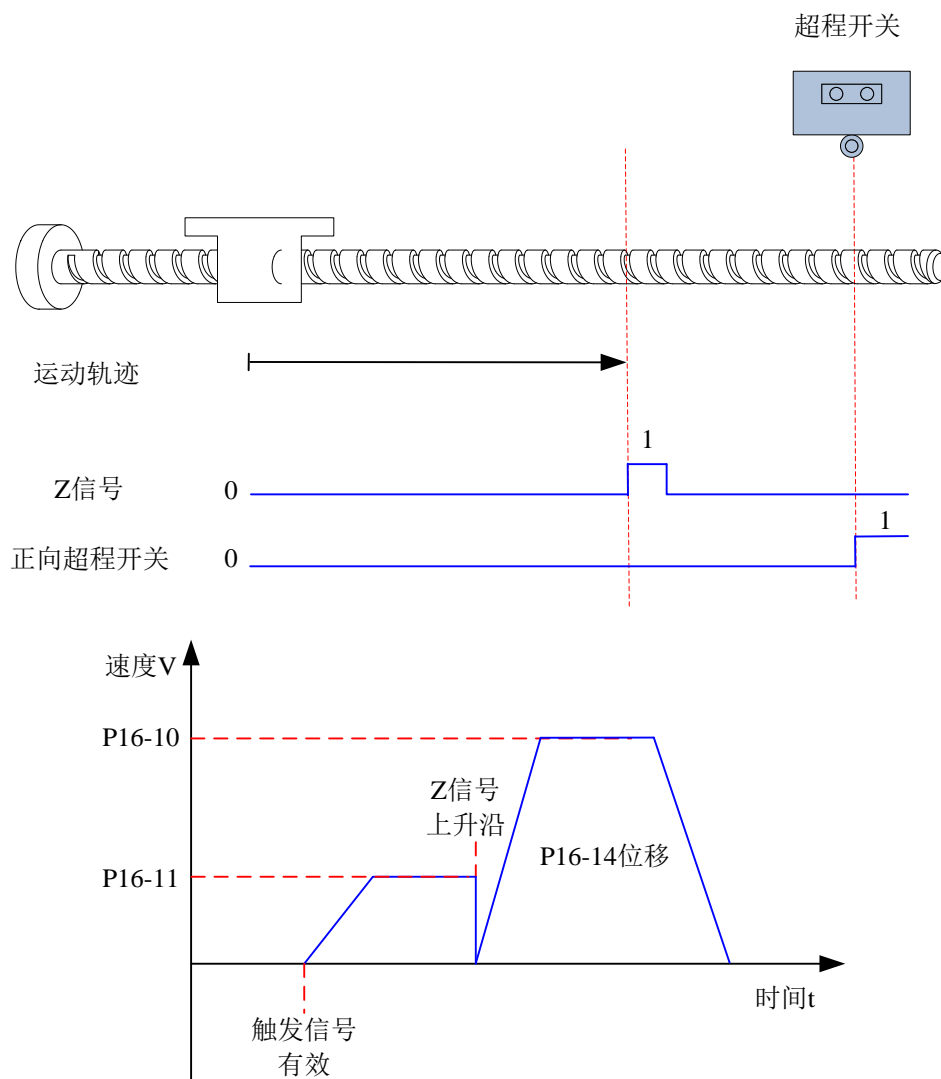 超程开关
运动轨迹
1
Z信号
0
1
正向超程开关
0
速度V
P16-10
Z信号
上升沿
P16-14位移
P16-11
时间t
触发信号
有效